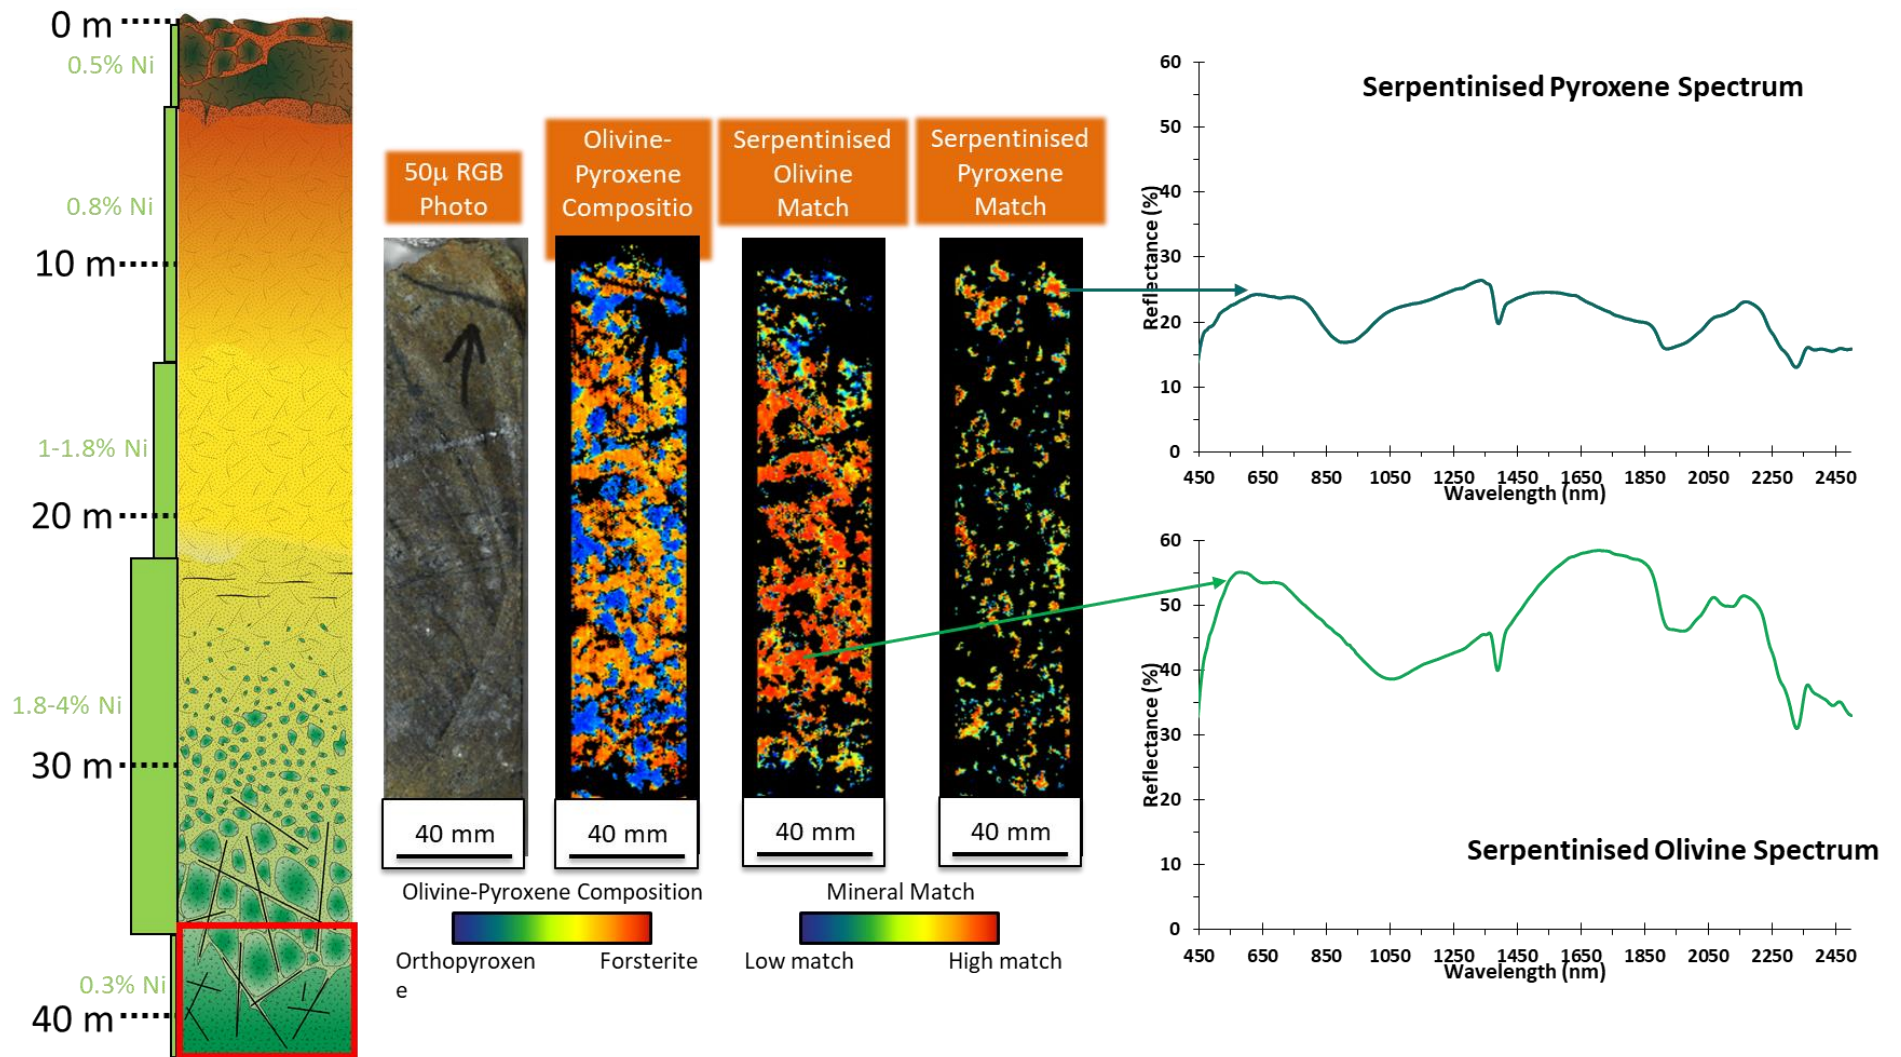 0 m
0.5% Ni
0.8% Ni
10 m
1-1.8% Ni
20 m
1.8-4% Ni
30 m
0.3% Ni
40 m
50μ RGB
Photo
Olivine-
Pyroxene
Compositio
Serpentinised
Olivine
Match
Serpentinised
Pyroxene
Match
40 mm
40 mm
40 mm
40 mm
Olivine-Pyroxene Composition
Orthopyroxen
e
Forsterite
Mineral Match
Low match
High match
Serpentinised Pyroxene Spectrum
Reflectance (%)
60
50
40
30
20
10
0
450 650 850 1050 1250 1450 1650 1850 2050 2250 2450
Wavelength (nm)
Reflectance (%)
60
50
40
30
20
10
0
Serpentinised Olivine Spectrum
450 650 850 1050 1250 1450 1650 1850 2050 2250 2450
Wavelength (nm)